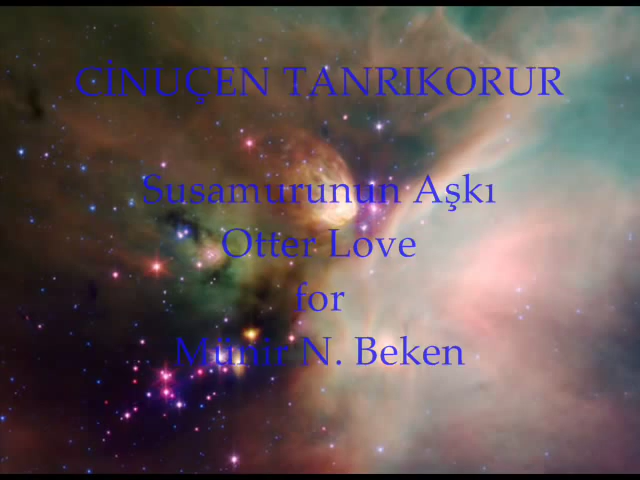 CİNUÇEN TANRIKORUR
Susamurunun Aşkı
Otter Love
for
Münir N. Beken